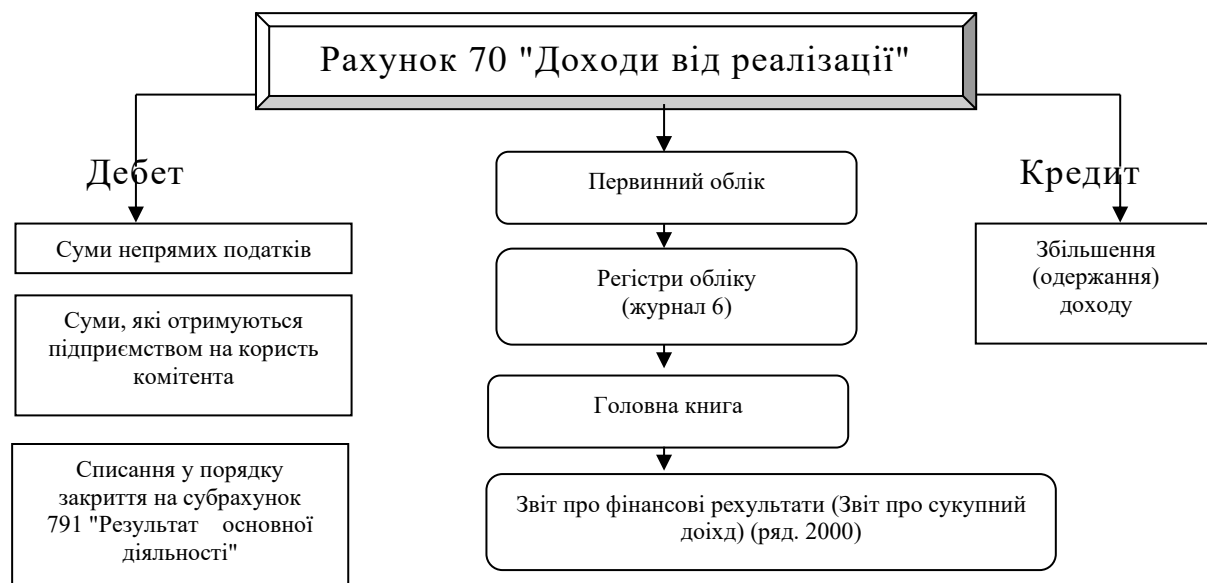 Рахунок 70 "Доходи від реалізації"
Дебет
Суми непрямих податків
Суми, які отримуються
підприємством на користь
комітента
Списання у порядку
закриття на субрахунок
791 "Результат основної
діяльності"
Первинний облік
Регістри обліку
(журнал 6)
Головна книга
Звіт про фінансові рехультати (Звіт про сукупний
доіхд) (ряд. 2000)
Кредит
Збільшення
(одержання)
доходу